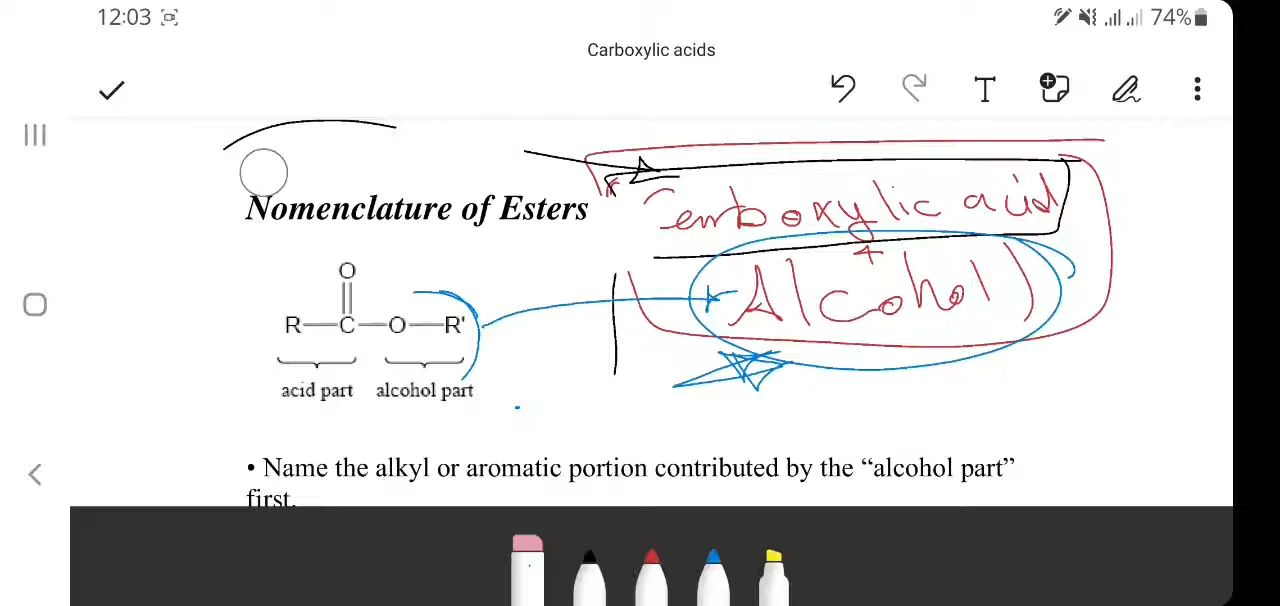 12:03 74%
Carboxylic acids
T
Nomenclature of Esters
Carboxylic acid
+
Alcohol
O
R—C—O—R'
acid part alcohol part
• Name the alkyl or aromatic portion contributed by the “alcohol part”
first.